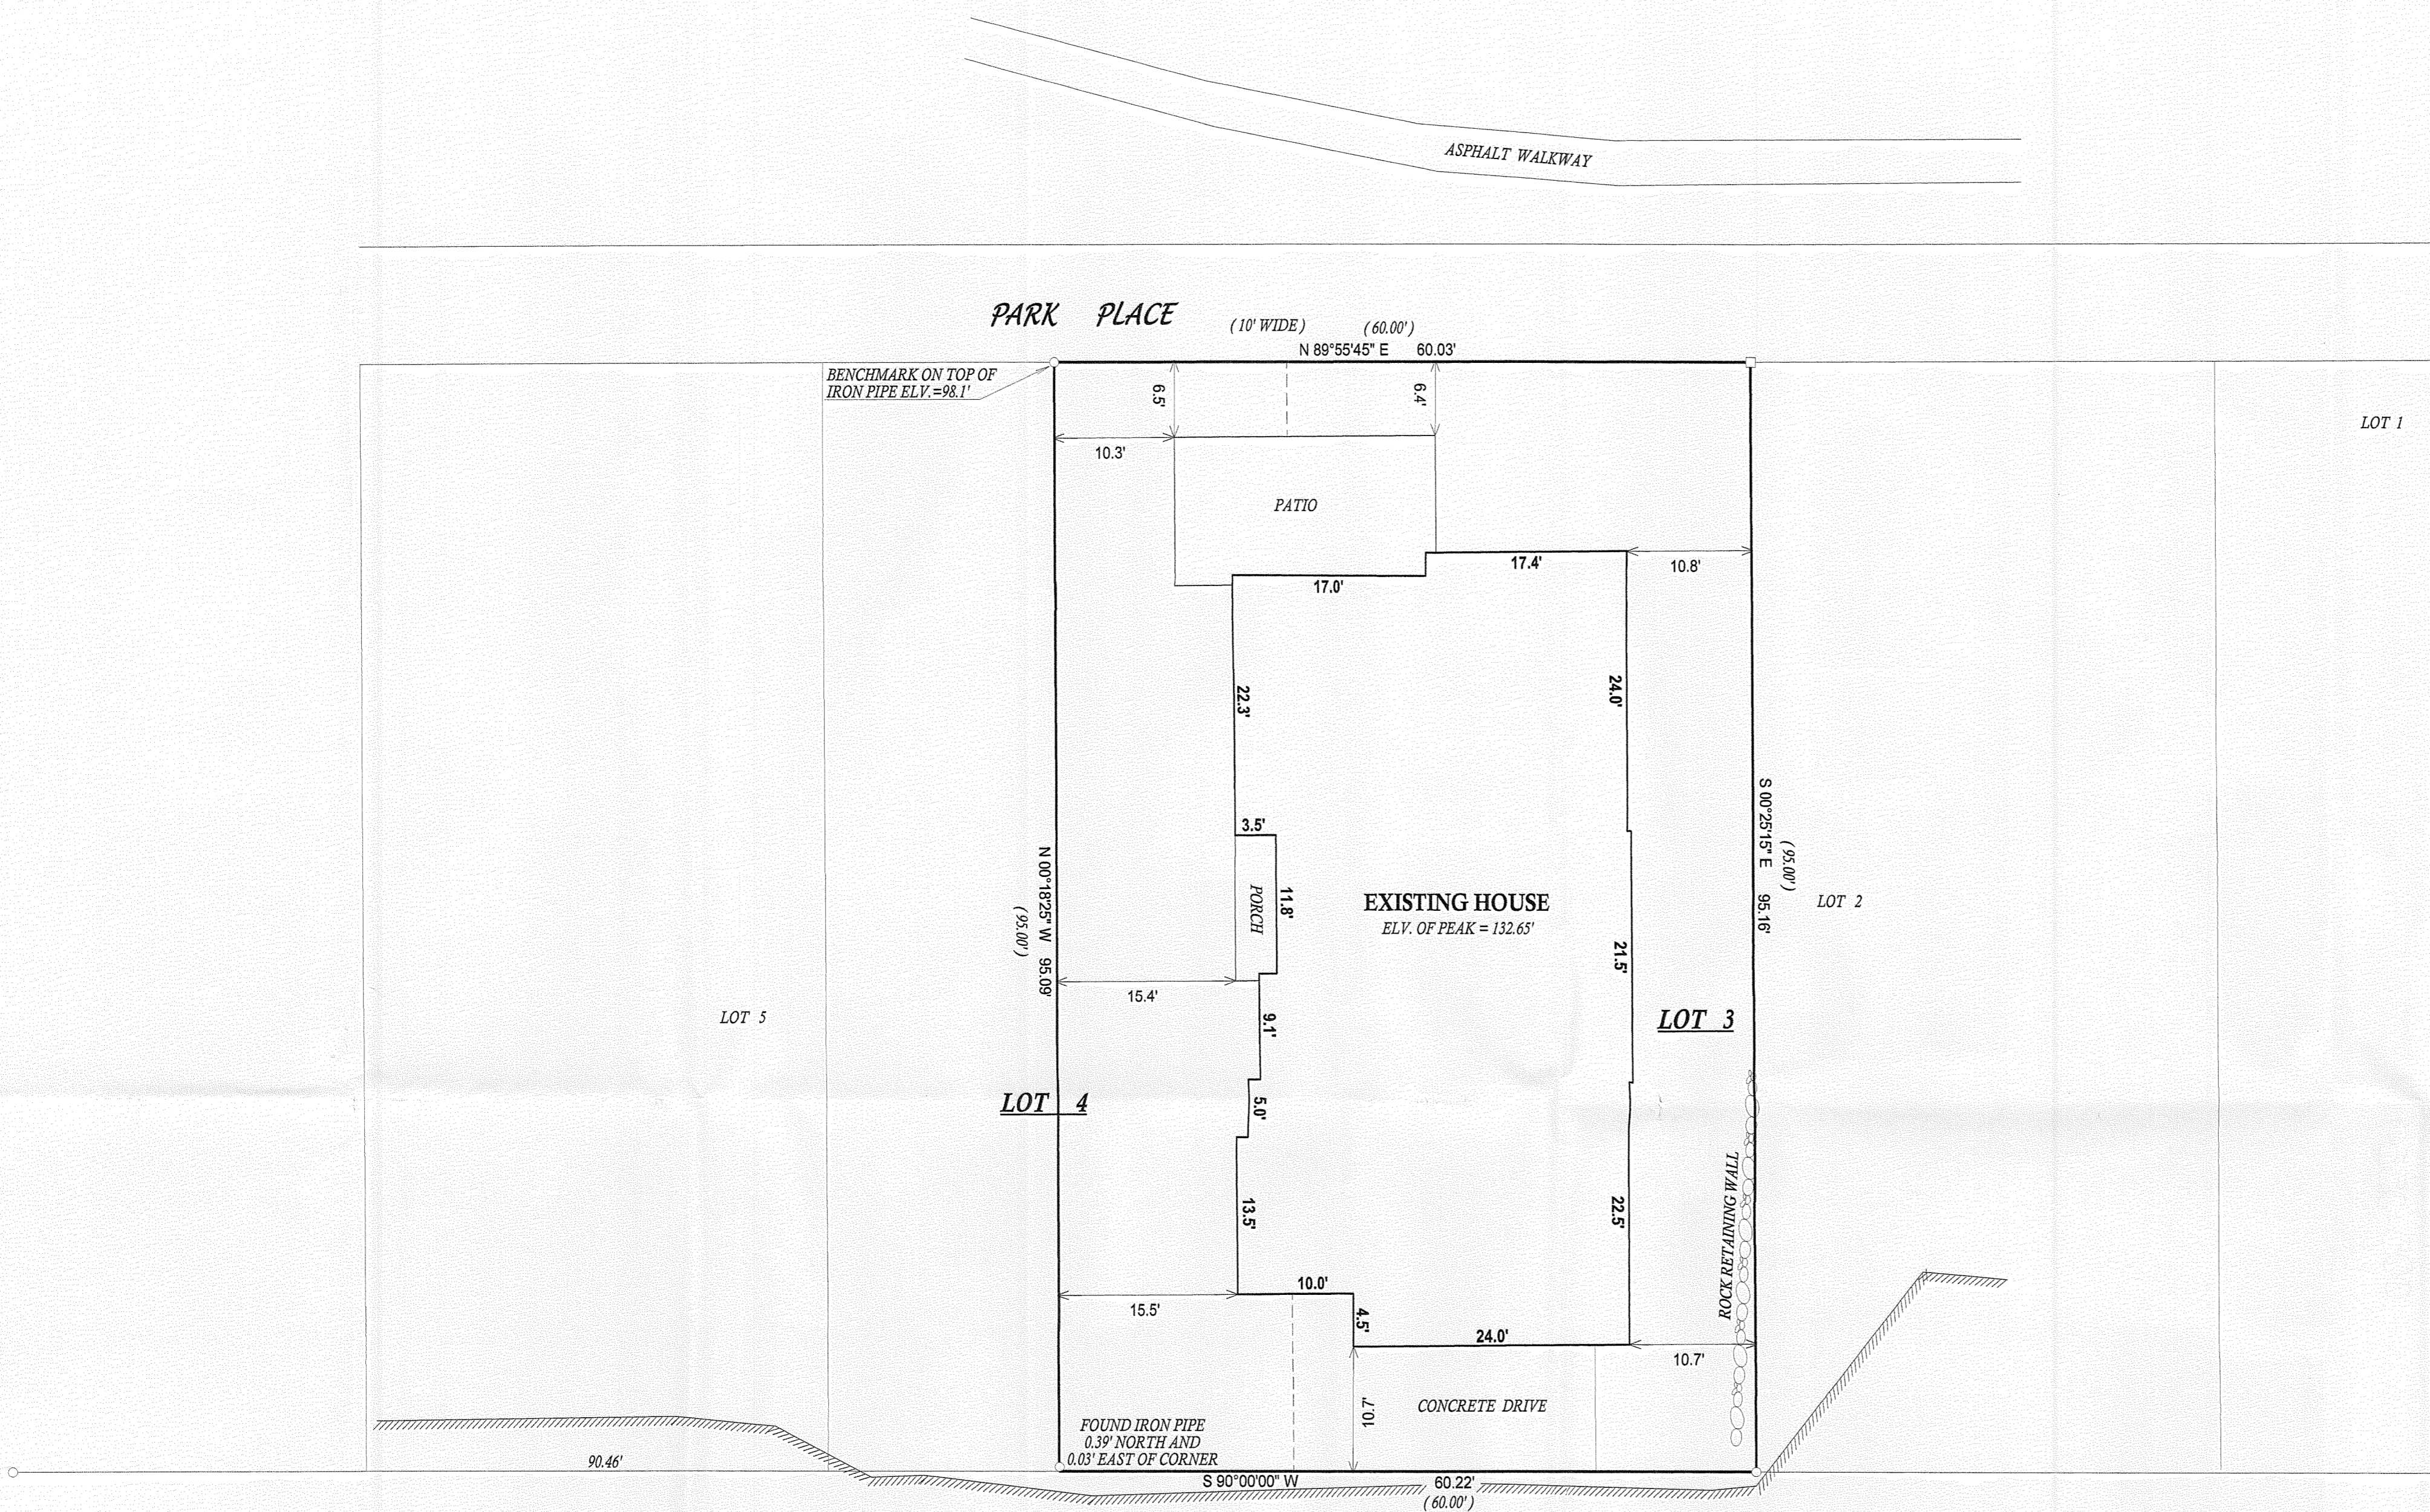 ASPHALT WALKWAY
PARK PLACE
( 10' WIDE )
( 60.00' )
N 89°55'45" E 60.03'
BENCHMARK ON TOP OF
IRON PIPE ELV.=98.1'
6.5'
6.4'
LOT 1
10.3'
PATIO
17.4'
10.8'
17.0'
22.3'
24.0'
3.5'
PORCH
11.8'
EXISTING HOUSE
ELV. OF PEAK = 132.65'
N 00°18'25" W 95.09'
( 95.00' )
S 00°25'15" E 95.16'
( 95.00' )
LOT 2
21.5'
15.4'
LOT 5
9.1'
LOT 3
LOT 4
5.0'
13.5'
22.5'
ROCK RETAINING WALL
10.0'
15.5'
4.5'
24.0'
10.7'
10.7'
CONCRETE DRIVE
FOUND IRON PIPE
0.39' NORTH AND
0.03' EAST OF CORNER
90.46'
S 90°00'00" W 60.22'
( 60.00' )